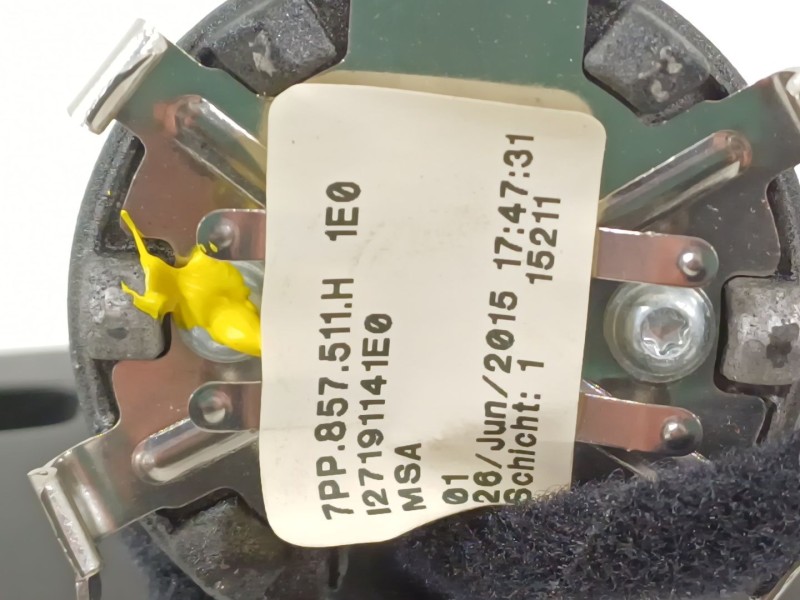 7PP.857.511.H 1E0
I27191141E0
MSA
01
26/Jun/2015 17:47:31
Schicht: 1 15211